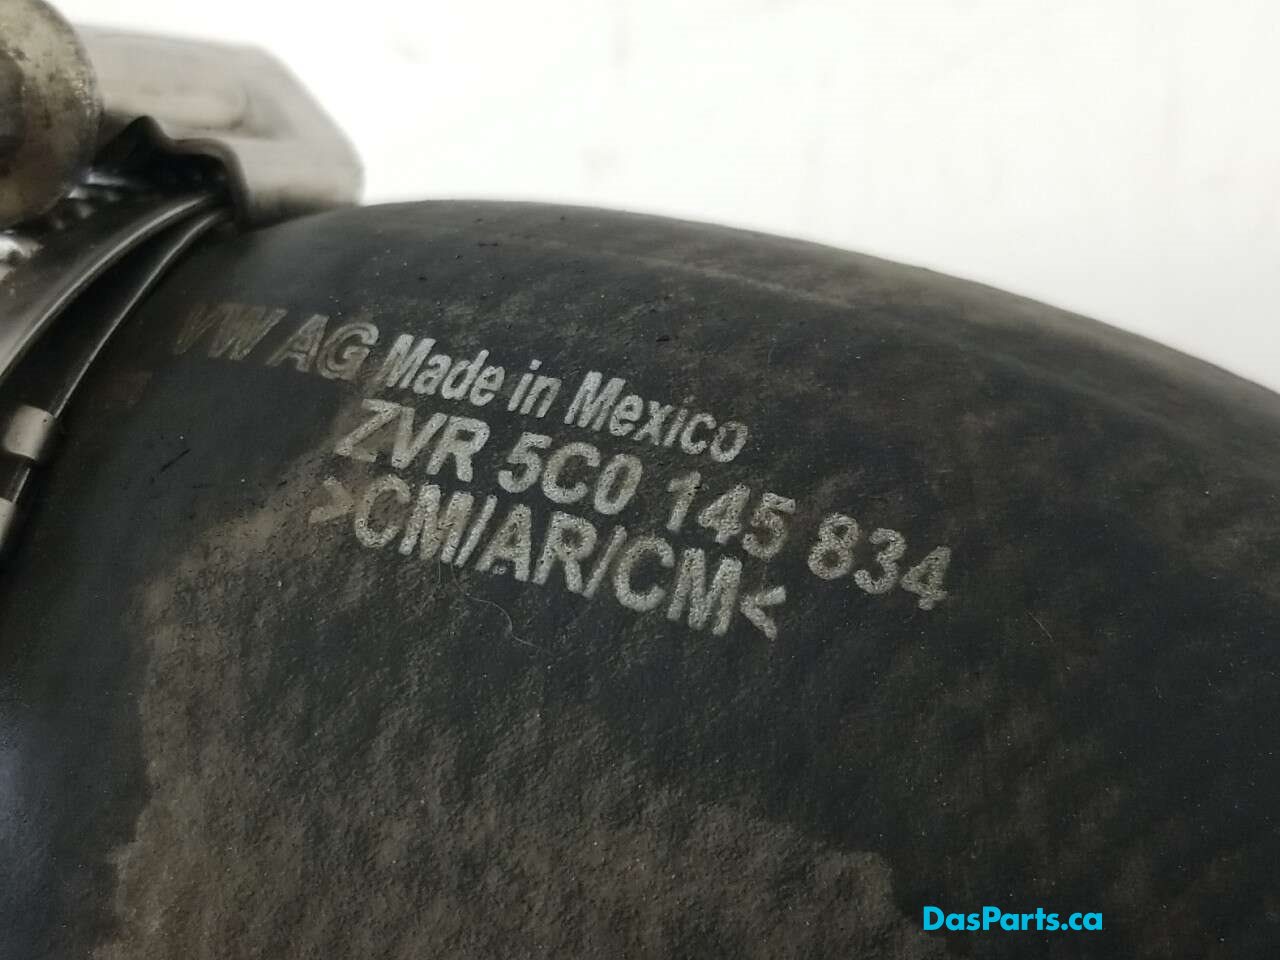 VW AG Made in Mexico
ZVR 5C0 145 834
>CM/AR/CM<
DasParts.ca